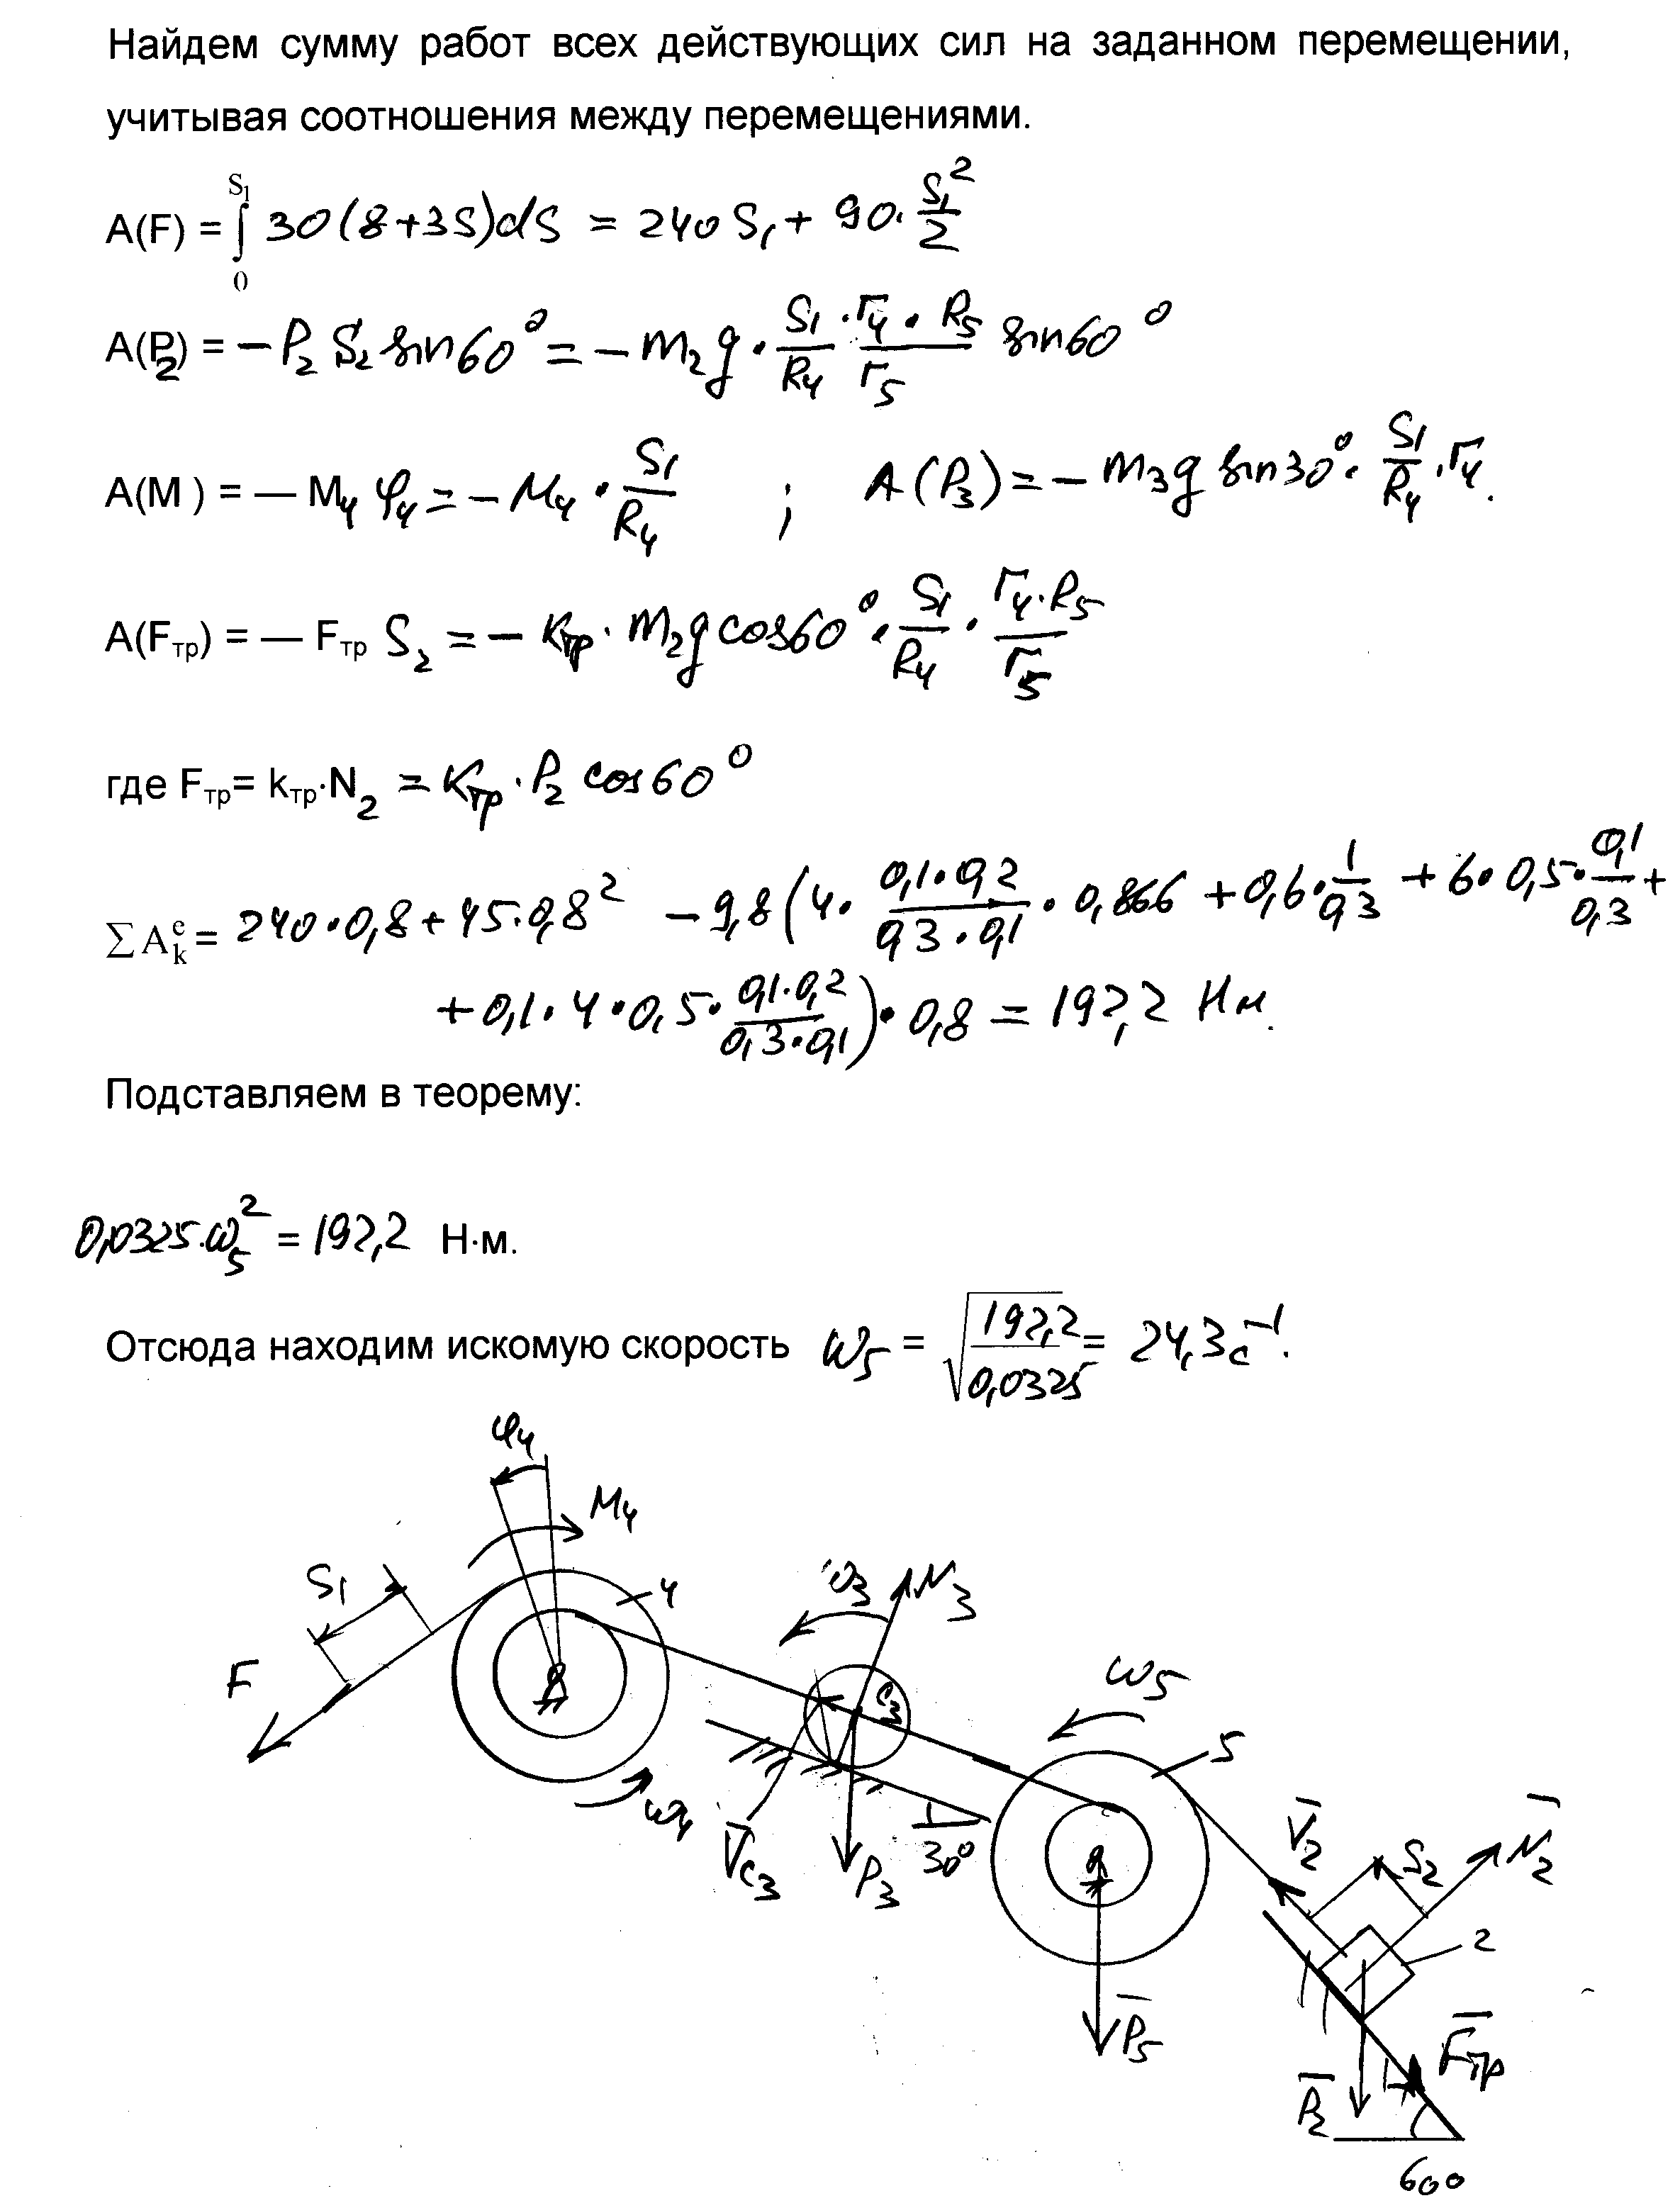 Найдем сумму работ всех действующих сил на заданном перемещении,
учитывая соотношения между перемещениями.
A(F) = ∫₀^S₁ 30(8+3S)dS = 240 S₁ + 90 · S₁²/2
A(P₂) = − P₂ S₂ sin60° = − m₂g · S₁/R₄ · r₄ · R₅/r₅ sin60°
A(M ) = − M₄ φ₄ = − M₄ · S₁/R₄ ; A(P₃) = − m₃g sin30° · S₁/R₄ · r₄.
A(Fтр) = − Fтр S₂ = − Kтр · m₂g cos60° · S₁/R₄ · r₄·R₅/r₅
где Fтр= kтр·N₂ = Kтр · P₂ cos60°
∑Aₖᵉ = 240·0,8 + 45·0,8² − 9,8(4 · 0,1·0,2/0,3·0,1 · 0,866 + 0,6 · 1/0,3 + 6·0,5 · 0,1/0,3 +
+ 0,1·4·0,5 · 0,1·0,2/0,3·0,1) · 0,8 = 192,2 Нм.
Подставляем в теорему:
0,0325·ω₅² = 192,2 Н·м.
Отсюда находим искомую скорость ω₅ = √192,2/0,0325 = 24,3 с⁻¹.
φ₄
M₄
S₁
4
ω₃
N₃
F
C₃
ω₅
5
ω₄
V̄c₃
P₃
30°
V̄₂
S₂
N̄₂
2
P̄₅
F̄тр
P̄₂
60°